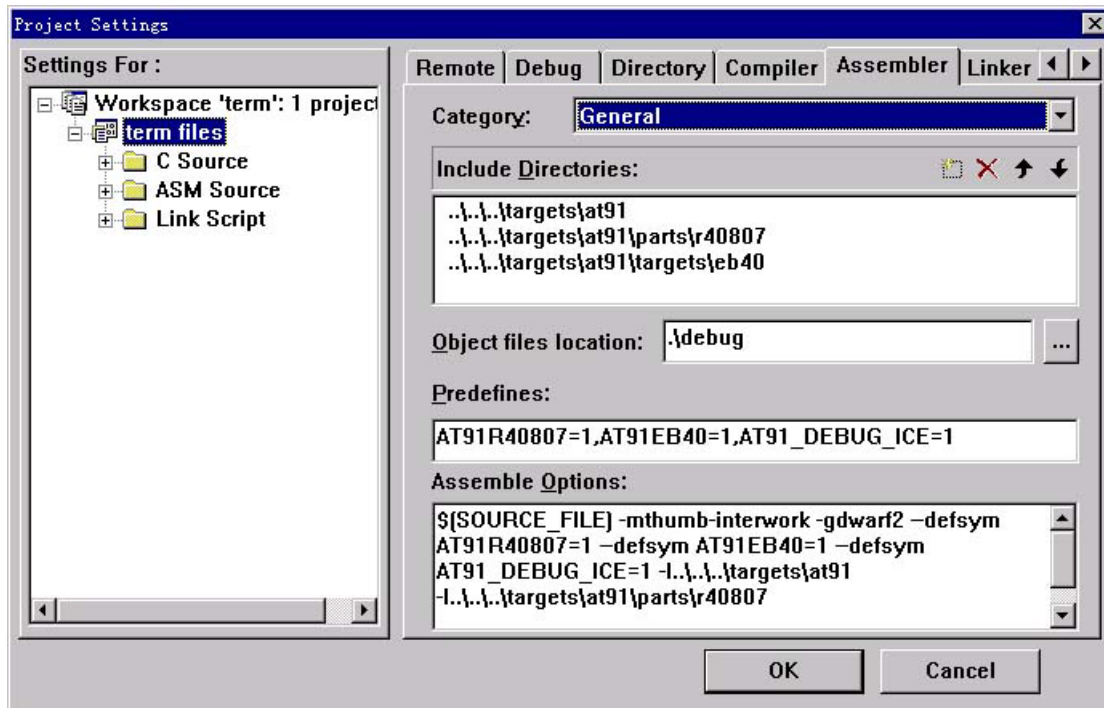 Project Settings
Settings For :
Workspace 'term': 1 project
term files
C Source
ASM Source
Link Script
Remote
Debug
Directory
Compiler
Assembler
Linker
Category:
General
Include Directories:
..\..\..\targets\at91
..\..\..\targets\at91\parts\r40807
..\..\..\targets\at91\targets\eb40
Object files location:
.\debug
...
Predefines:
AT91R40807=1,AT91EB40=1,AT91_DEBUG_ICE=1
Assemble Options:
$(SOURCE_FILE) -mthumb-interwork -gdwarf2 –defsym
AT91R40807=1 –defsym AT91EB40=1 –defsym
AT91_DEBUG_ICE=1 -I..\..\..\targets\at91
-I..\..\..\targets\at91\parts\r40807
OK
Cancel